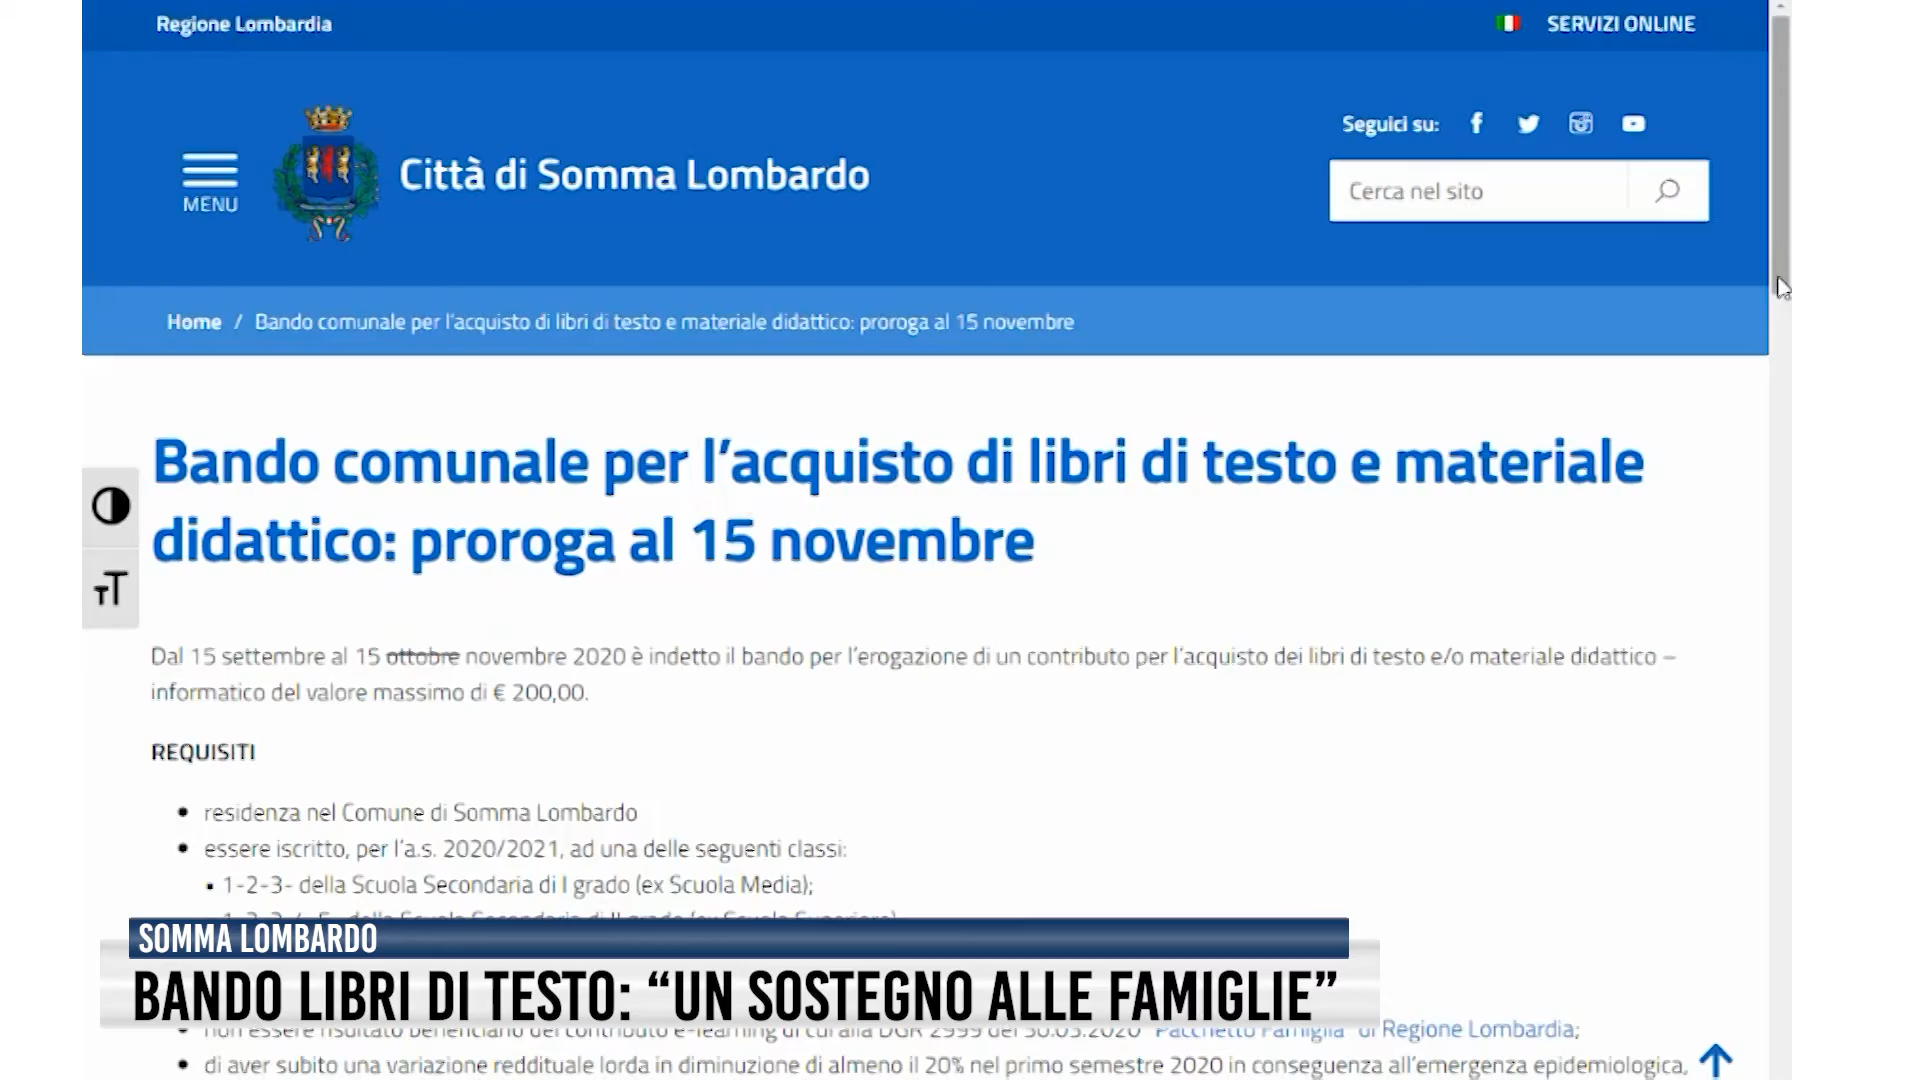 Regione Lombardia
SERVIZI ONLINE
Seguici su:
MENU
Città di Somma Lombardo
Cerca nel sito
Home / Bando comunale per l'acquisto di libri di testo e materiale didattico: proroga al 15 novembre
Bando comunale per l'acquisto di libri di testo e materiale
didattico: proroga al 15 novembre
Dal 15 settembre al 15 ottobre novembre 2020 è indetto il bando per l'erogazione di un contributo per l'acquisto dei libri di testo e/o materiale didattico –
informatico del valore massimo di € 200,00.
REQUISITI
• residenza nel Comune di Somma Lombardo
• essere iscritto, per l'a.s. 2020/2021, ad una delle seguenti classi:
▪ 1-2-3- della Scuola Secondaria di I grado (ex Scuola Media);
SOMMA LOMBARDO
BANDO LIBRI DI TESTO: “UN SOSTEGNO ALLE FAMIGLIE”
di Regione Lombardia;
• di aver subito una variazione reddituale lorda in diminuzione di almeno il 20% nel primo semestre 2020 in conseguenza all'emergenza epidemiologica,